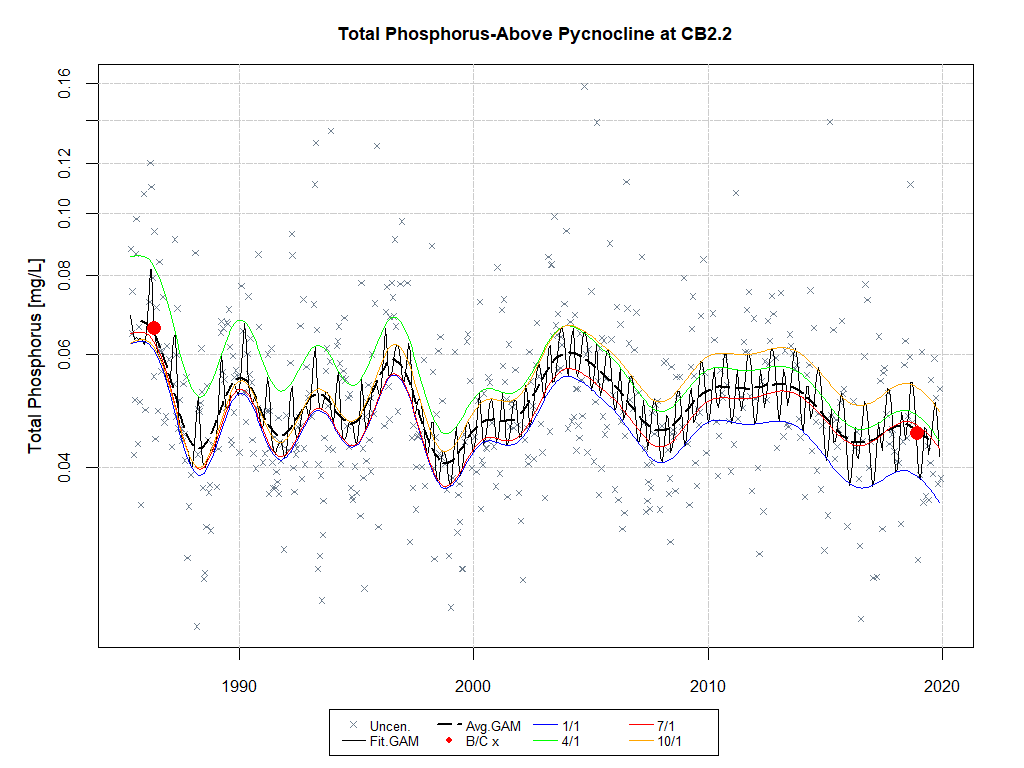 Total Phosphorus-Above Pycnocline at CB2.2
Total Phosphorus [mg/L]
0.16
0.12
0.10
0.08
0.06
0.04
1990 2000 2010 2020
Uncen. Avg.GAM 1/1 7/1
Fit.GAM B/C x 4/1 10/1